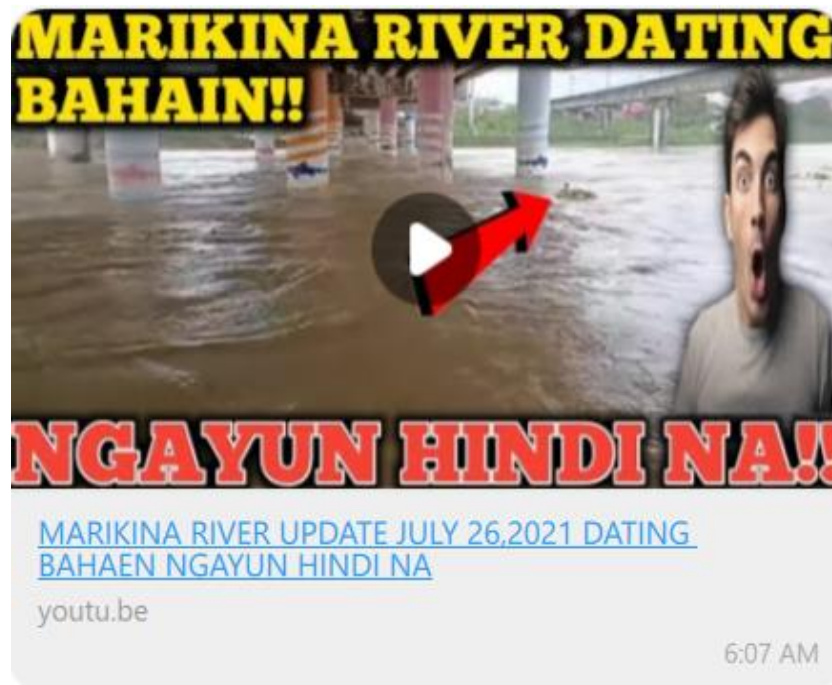 MARIKINA RIVER DATING
BAHAIN!!
NGAYUN HINDI NA!!
MARIKINA RIVER UPDATE JULY 26,2021 DATING
BAHAEN NGAYUN HINDI NA
youtu.be
6:07 AM